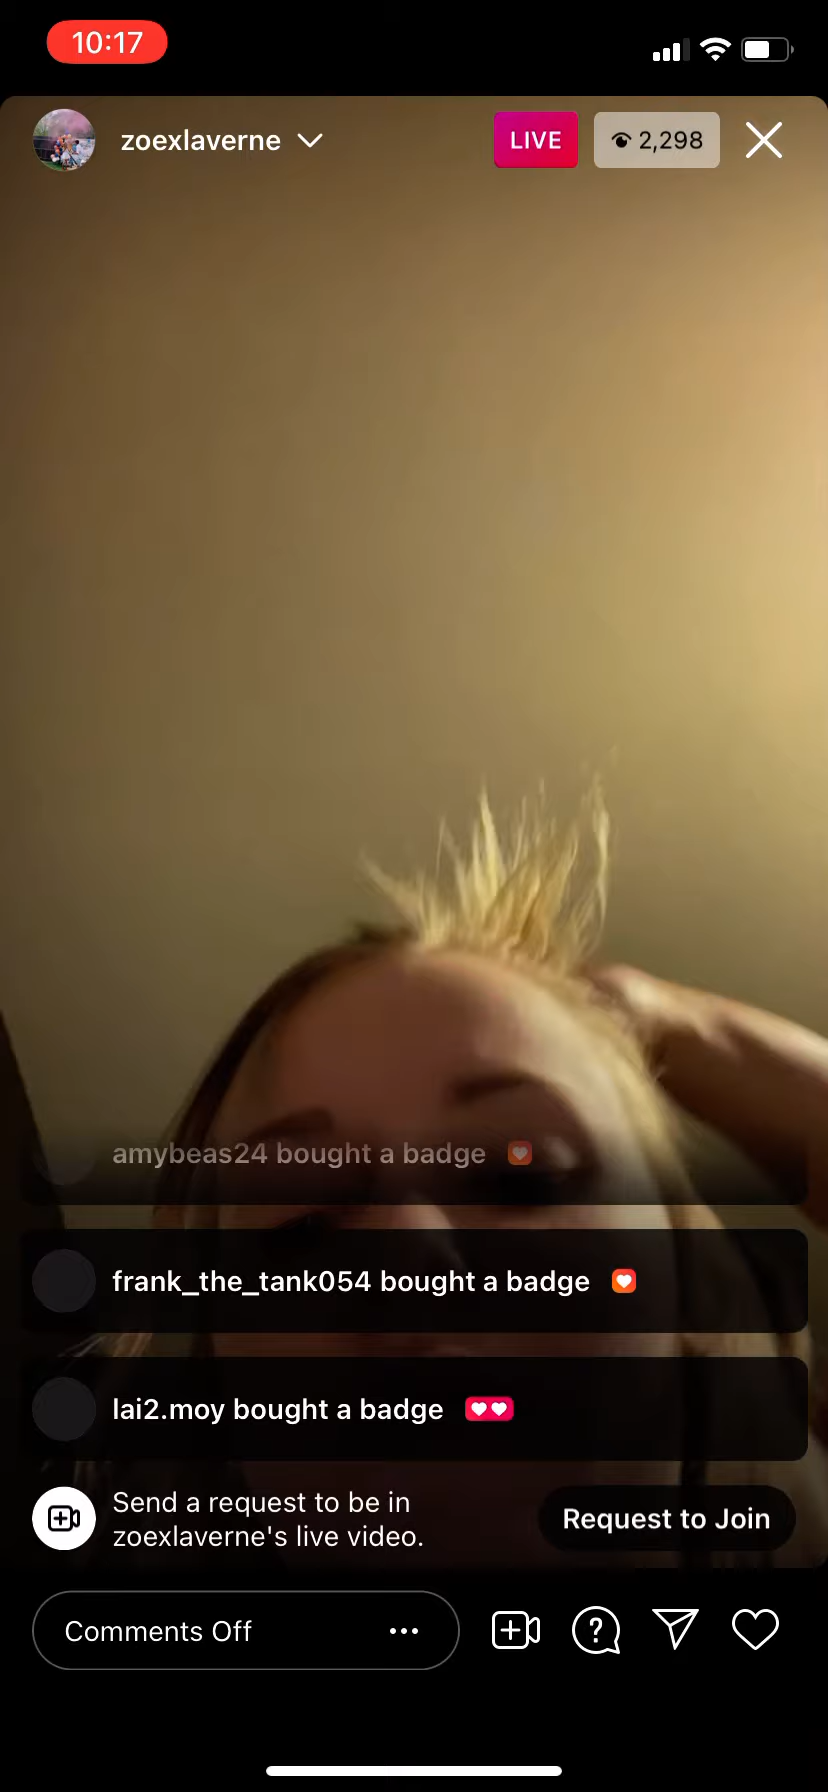 10:17
zoexlaverne
LIVE
2,298
amybeas24 bought a badge
frank_the_tank054 bought a badge
lai2.moy bought a badge
Send a request to be in
zoexlaverne's live video.
Request to Join
Comments Off